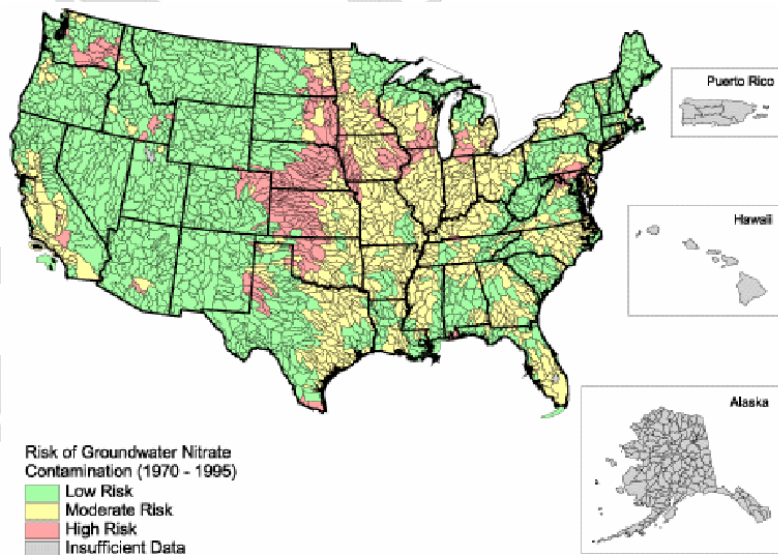 Puerto Rico
Hawaii
Alaska
Risk of Groundwater Nitrate
Contamination (1970 - 1995)
Low Risk
Moderate Risk
High Risk
Insufficient Data